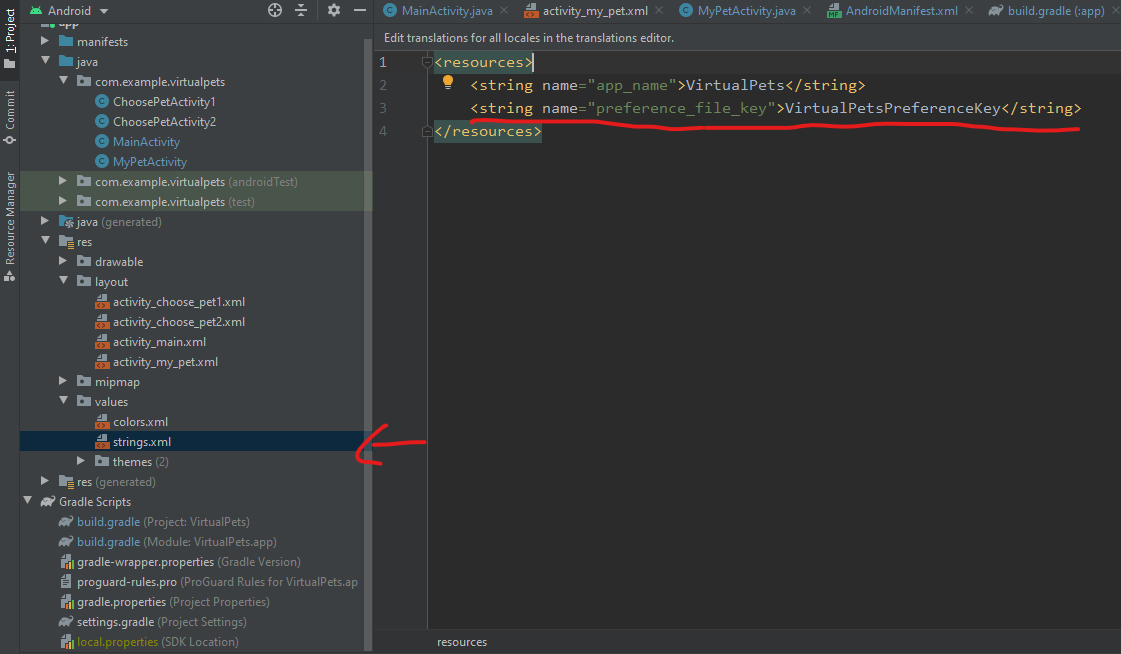 Android
MainActivity.java
activity_my_pet.xml
MyPetActivity.java
AndroidManifest.xml
build.gradle (:app)
1: Project
Commit
Resource Manager
app
manifests
java
com.example.virtualpets
ChoosePetActivity1
ChoosePetActivity2
MainActivity
MyPetActivity
com.example.virtualpets (androidTest)
com.example.virtualpets (test)
java (generated)
res
drawable
layout
activity_choose_pet1.xml
activity_choose_pet2.xml
activity_main.xml
activity_my_pet.xml
mipmap
values
colors.xml
strings.xml
themes (2)
res (generated)
Gradle Scripts
build.gradle (Project: VirtualPets)
build.gradle (Module: VirtualPets.app)
gradle-wrapper.properties (Gradle Version)
proguard-rules.pro (ProGuard Rules for VirtualPets.ap
gradle.properties (Project Properties)
settings.gradle (Project Settings)
local.properties (SDK Location)
Edit translations for all locales in the translations editor.
1 <resources>
2 <string name="app_name">VirtualPets</string>
3 <string name="preference_file_key">VirtualPetsPreferenceKey</string>
4 </resources>
resources